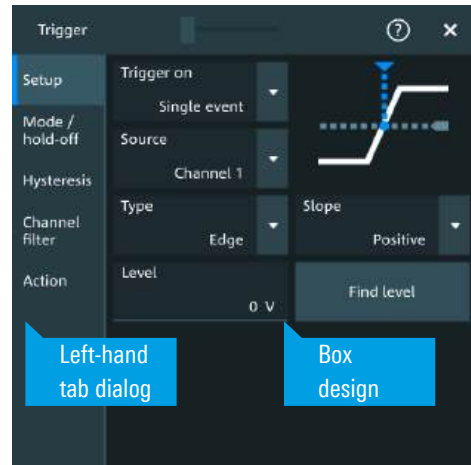 Trigger
?
×
Setup
Mode /
hold-off
Hysteresis
Channel
filter
Action
Trigger on
Single event
Source
Channel 1
Type
Edge
Slope
Positive
Level
0 V
Find level
Left-hand
tab dialog
Box
design